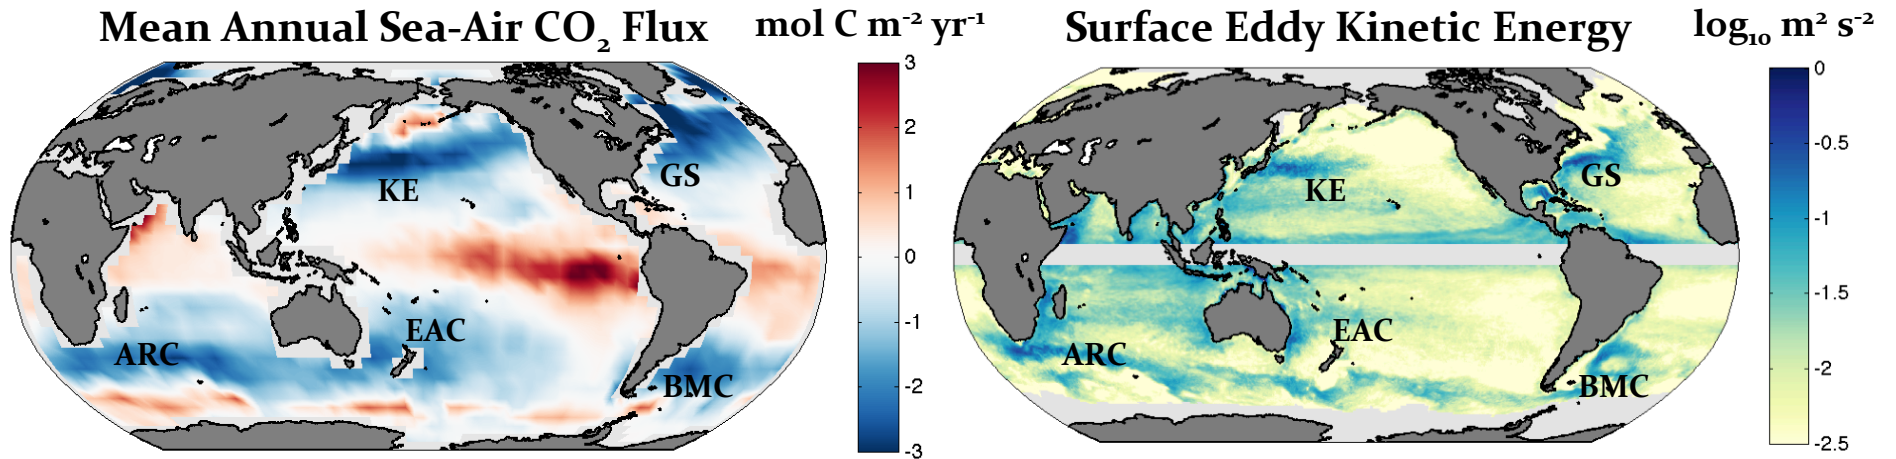 Mean Annual Sea-Air CO₂ Flux
mol C m⁻² yr⁻¹
3
2
1
0
-1
-2
-3
KE
GS
EAC
ARC
BMC
Surface Eddy Kinetic Energy
log₁₀ m² s⁻²
0
-0.5
-1
-1.5
-2
-2.5
KE
GS
EAC
ARC
BMC